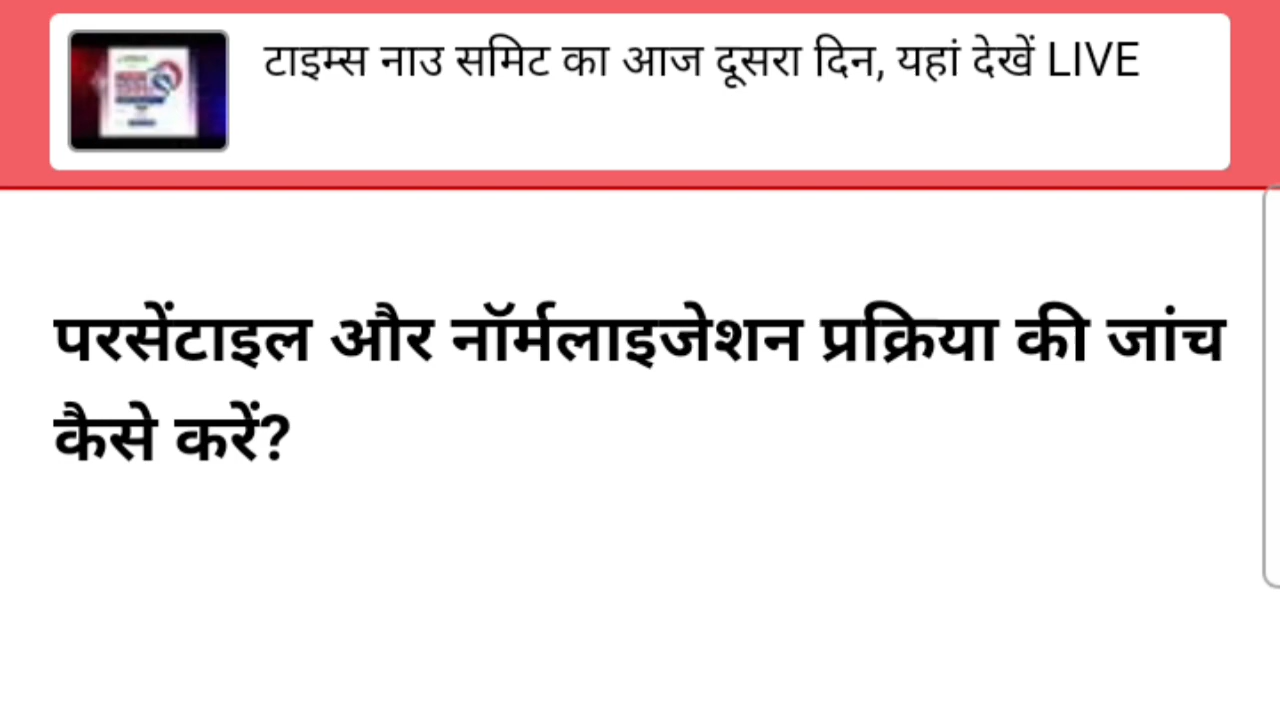 टाइम्स नाउ समिट का आज दूसरा दिन, यहां देखें LIVE
परसेंटाइल और नॉर्मलाइजेशन प्रक्रिया की जांच
कैसे करें?